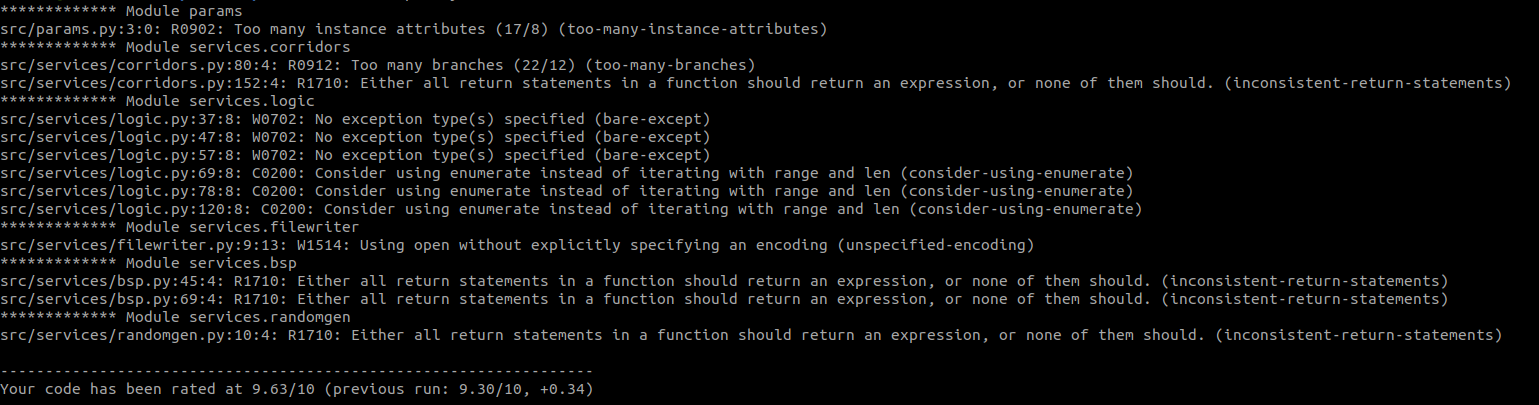 ************* Module params
src/params.py:3:0: R0902: Too many instance attributes (17/8) (too-many-instance-attributes)
************* Module services.corridors
src/services/corridors.py:80:4: R0912: Too many branches (22/12) (too-many-branches)
src/services/corridors.py:152:4: R1710: Either all return statements in a function should return an expression, or none of them should. (inconsistent-return-statements)
************* Module services.logic
src/services/logic.py:37:8: W0702: No exception type(s) specified (bare-except)
src/services/logic.py:47:8: W0702: No exception type(s) specified (bare-except)
src/services/logic.py:57:8: W0702: No exception type(s) specified (bare-except)
src/services/logic.py:69:8: C0200: Consider using enumerate instead of iterating with range and len (consider-using-enumerate)
src/services/logic.py:78:8: C0200: Consider using enumerate instead of iterating with range and len (consider-using-enumerate)
src/services/logic.py:120:8: C0200: Consider using enumerate instead of iterating with range and len (consider-using-enumerate)
************* Module services.filewriter
src/services/filewriter.py:9:13: W1514: Using open without explicitly specifying an encoding (unspecified-encoding)
************* Module services.bsp
src/services/bsp.py:45:4: R1710: Either all return statements in a function should return an expression, or none of them should. (inconsistent-return-statements)
src/services/bsp.py:69:4: R1710: Either all return statements in a function should return an expression, or none of them should. (inconsistent-return-statements)
************* Module services.randomgen
src/services/randomgen.py:10:4: R1710: Either all return statements in a function should return an expression, or none of them should. (inconsistent-return-statements)
------------------------------------------------------------------
Your code has been rated at 9.63/10 (previous run: 9.30/10, +0.34)